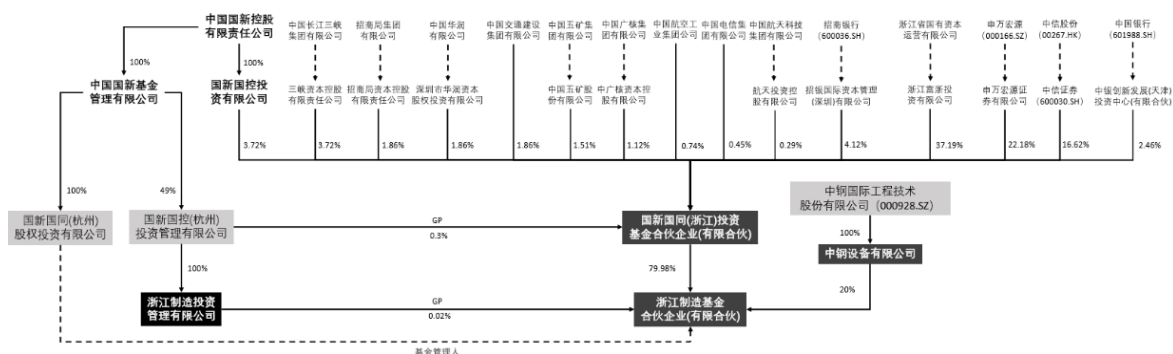 中国国新控股
有限责任公司
中国长江三峡
集团有限公司
招商局集团
有限公司
中国华润
有限公司
中国交通建设
集团有限公司
中国五矿集团
有限公司
中国广核集
团有限公司
中国航空工
业集团公司
中国电信集
团有限公司
中国航天科技
集团有限公司
招商银行
(600036.SH)
浙江省国有资本
运营有限公司
申万宏源
(000166.SZ)
中信股份
(00267.HK)
中国银行
(601988.SH)
100%
100%
中国国新基金
管理有限公司
国新国控投
资有限公司
三峡资本控股
有限责任公司
招商局资本控股
有限责任公司
深圳市华润资本
股权投资有限公司
中国五矿股
份有限公司
中广核资本控
股有限公司
航天投资控
股有限公司
招银国际资本管理
(深圳)有限公司
浙江富浙投
资有限公司
申万宏源证
券有限公司
中信证券
(600030.SH)
中银创新发展(天津)
投资中心(有限合伙)
3.72%
3.72%
1.86%
1.86%
1.86%
1.51%
1.12%
0.74%
0.45%
0.29%
4.12%
37.19%
22.18%
16.62%
2.46%
100%
49%
国新国同(杭州)
股权投资有限公司
国新国控(杭州)
投资管理有限公司
GP
0.3%
国新国同(浙江)投资
基金合伙企业(有限合伙)
中钢国际工程技术
股份有限公司（000928.SZ）
100%
中钢设备有限公司
100%
79.98%
20%
浙江制造投资
管理有限公司
GP
0.02%
浙江制造基金
合伙企业(有限合伙)
基金管理人